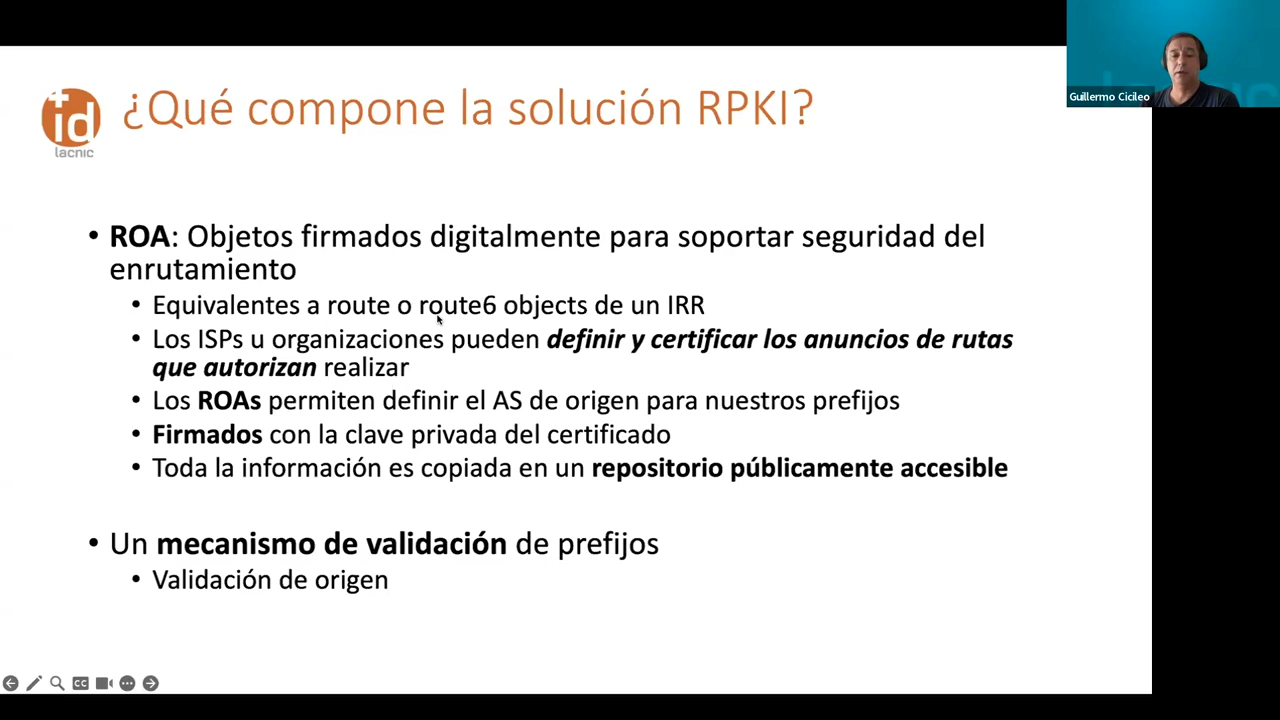 Guillermo Cicileo
+id
lacnic
¿Qué compone la solución RPKI?
• ROA: Objetos firmados digitalmente para soportar seguridad del
enrutamiento
• Equivalentes a route o route6 objects de un IRR
• Los ISPs u organizaciones pueden definir y certificar los anuncios de rutas
que autorizan realizar
• Los ROAs permiten definir el AS de origen para nuestros prefijos
• Firmados con la clave privada del certificado
• Toda la información es copiada en un repositorio públicamente accesible
• Un mecanismo de validación de prefijos
• Validación de origen
CC